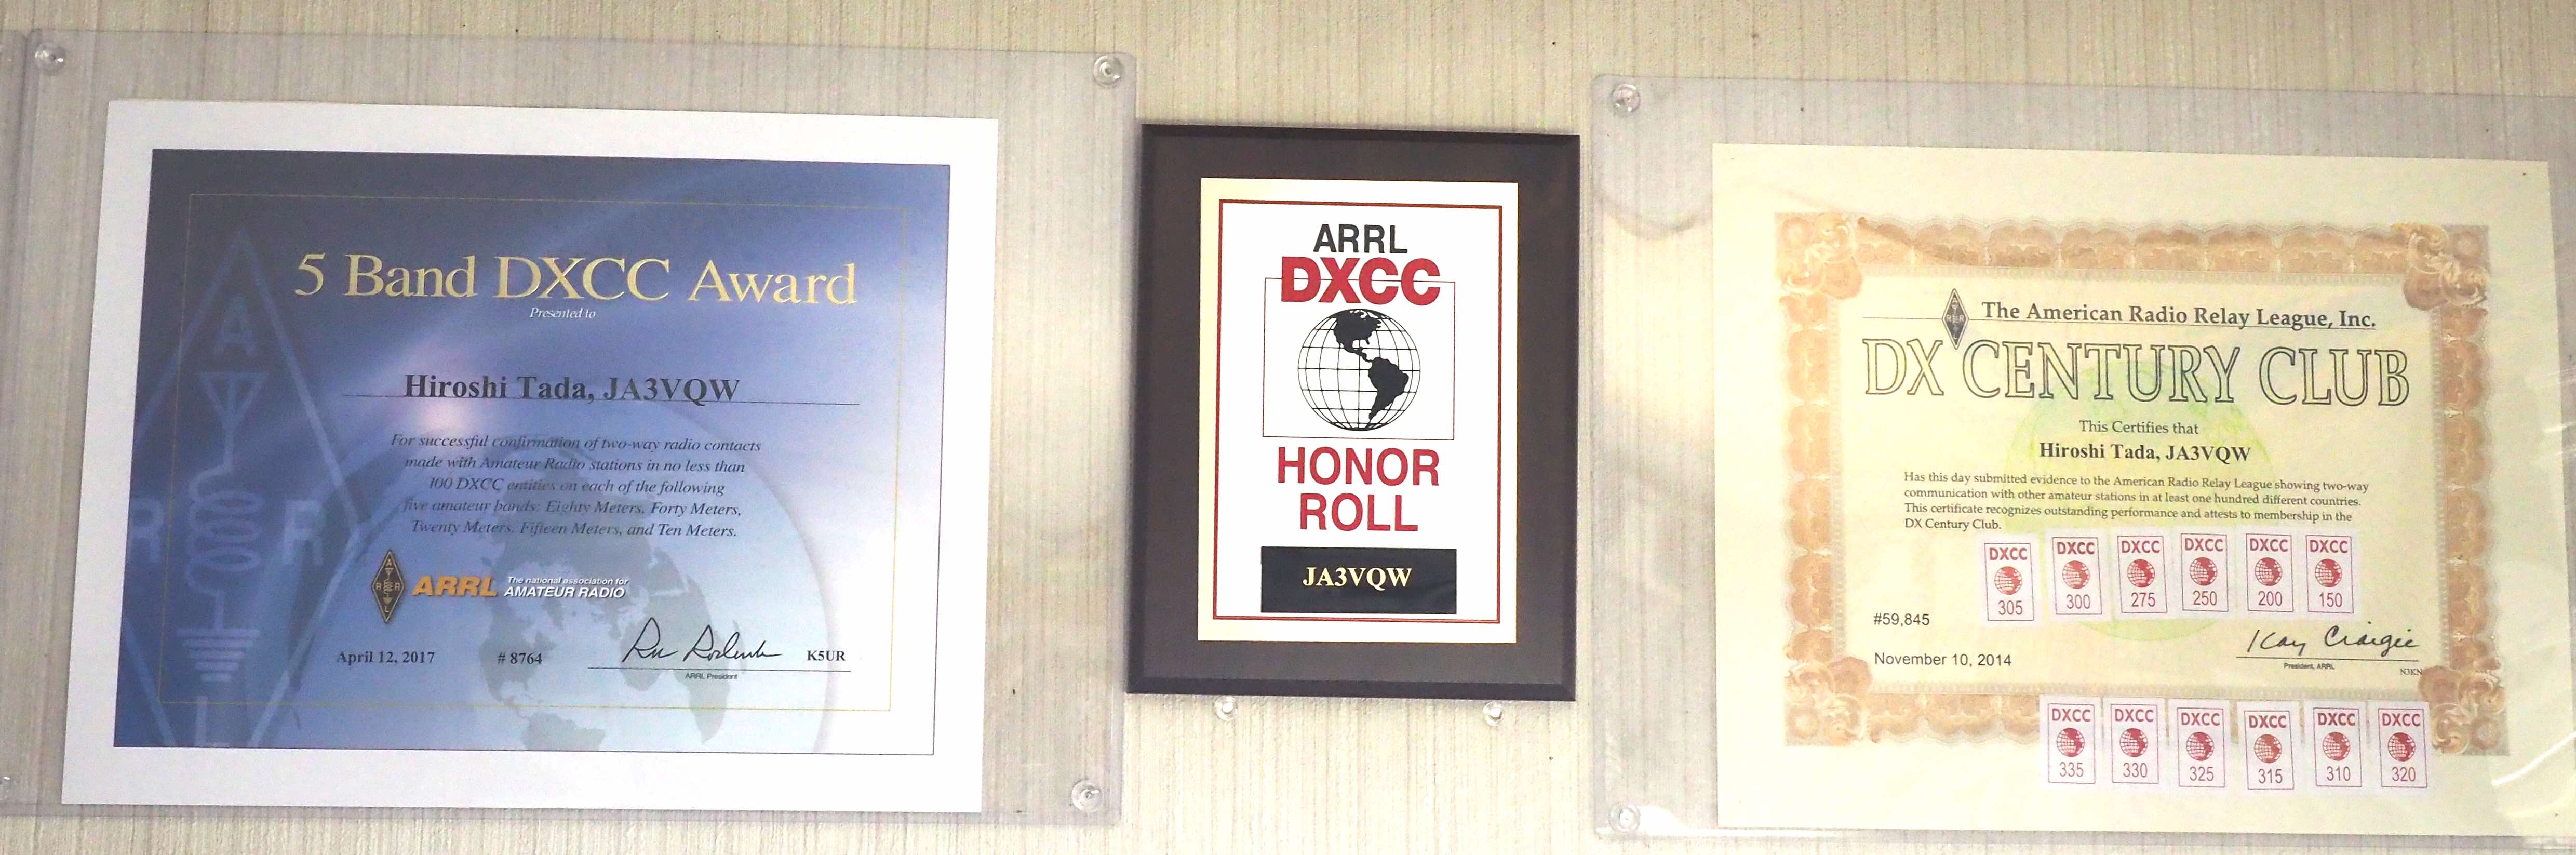 5 Band DXCC Award
Presented to
Hiroshi Tada, JA3VQW
For successful confirmation of two-way radio contacts
made with Amateur Radio stations in no less than
100 DXCC entities on each of the following
five amateur bands: Eighty Meters, Forty Meters,
Twenty Meters, Fifteen Meters, and Ten Meters.
ARRL The national association for
AMATEUR RADIO
April 12, 2017 # 8764 K5UR
ARRL President
ARRL
DXCC
HONOR
ROLL
JA3VQW
The American Radio Relay League, Inc.
DX CENTURY CLUB
This Certifies that
Hiroshi Tada, JA3VQW
Has this day submitted evidence to the American Radio Relay League showing two-way
communication with other amateur stations in at least one hundred different countries.
This certificate recognizes outstanding performance and attests to membership in the
DX Century Club.
DXCC DXCC DXCC DXCC DXCC DXCC
305 300 275 250 200 150
#59,845
Kay Craigie
November 10, 2014
President, ARRL
N3KN
DXCC DXCC DXCC DXCC DXCC DXCC
335 330 325 315 310 320